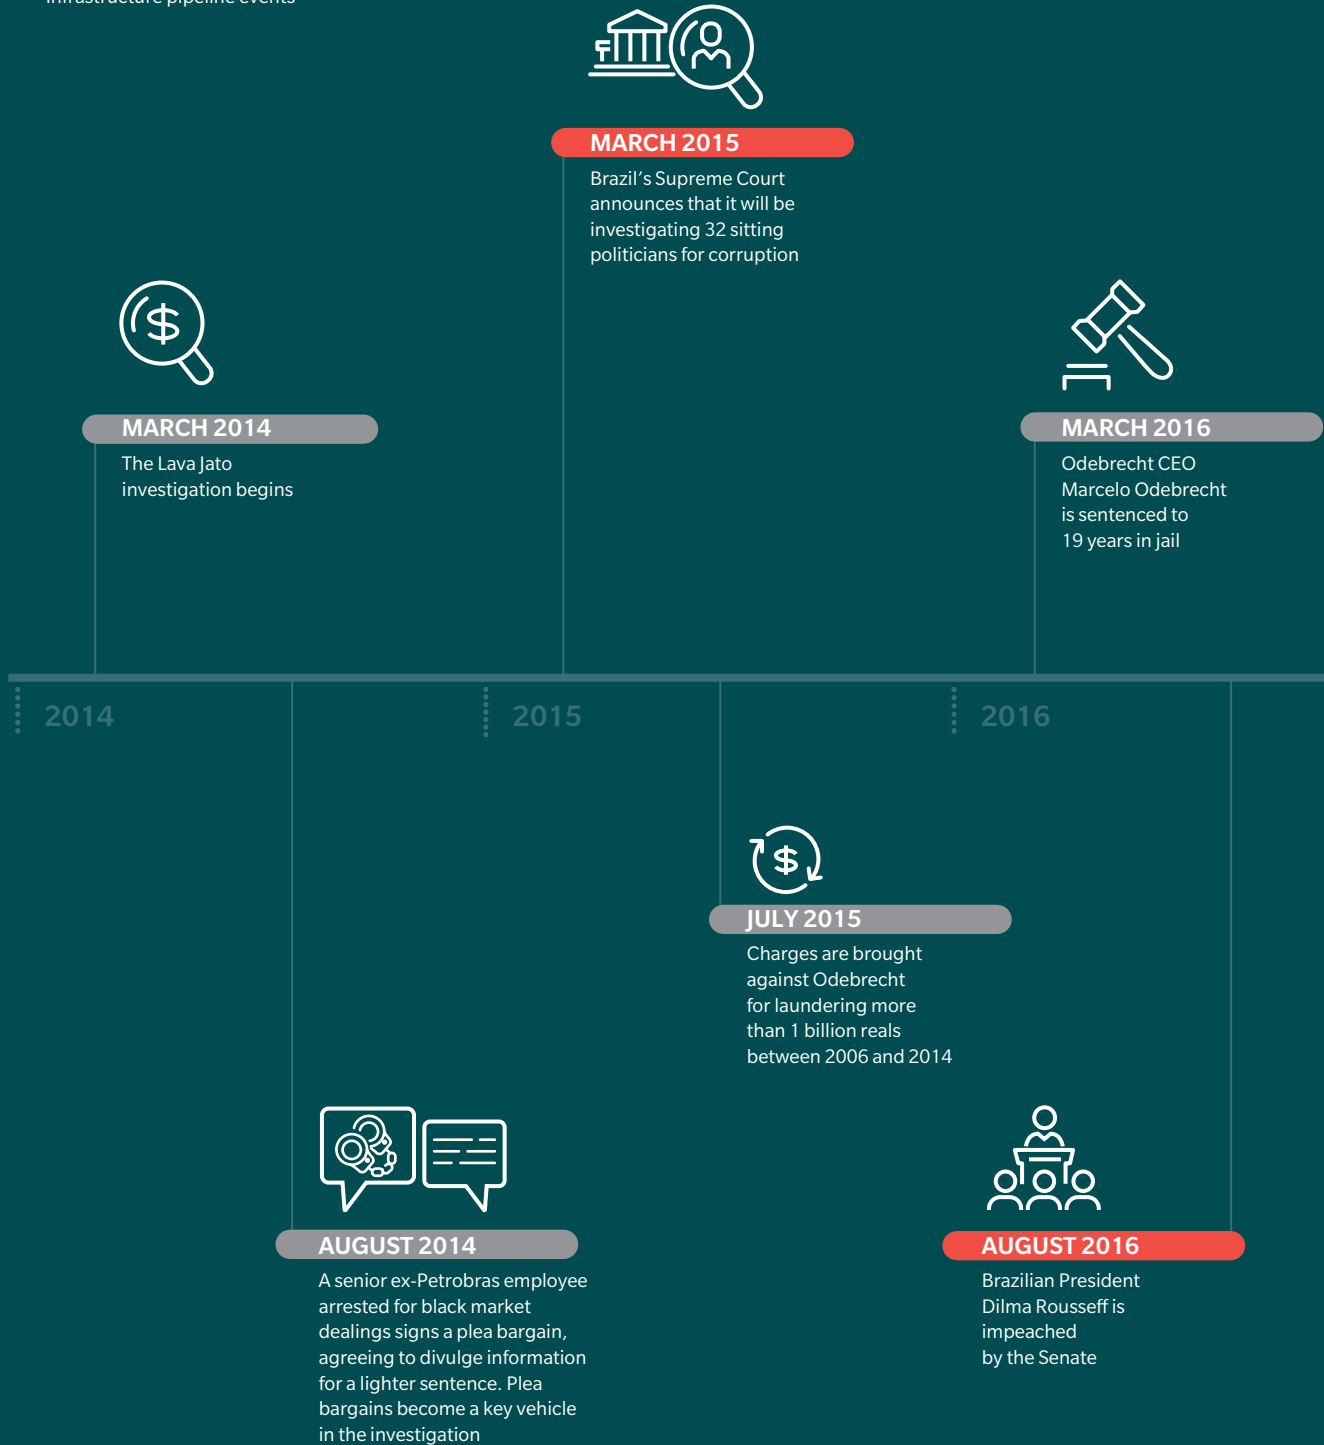 infrastructure pipeline events
MARCH 2015
Brazil's Supreme Court
announces that it will be
investigating 32 sitting
politicians for corruption
MARCH 2014
The Lava Jato
investigation begins
MARCH 2016
Odebrecht CEO
Marcelo Odebrecht
is sentenced to
19 years in jail
2014
2015
2016
JULY 2015
Charges are brought
against Odebrecht
for laundering more
than 1 billion reals
between 2006 and 2014
AUGUST 2014
A senior ex-Petrobras employee
arrested for black market
dealings signs a plea bargain,
agreeing to divulge information
for a lighter sentence. Plea
bargains become a key vehicle
in the investigation
AUGUST 2016
Brazilian President
Dilma Rousseff is
impeached
by the Senate